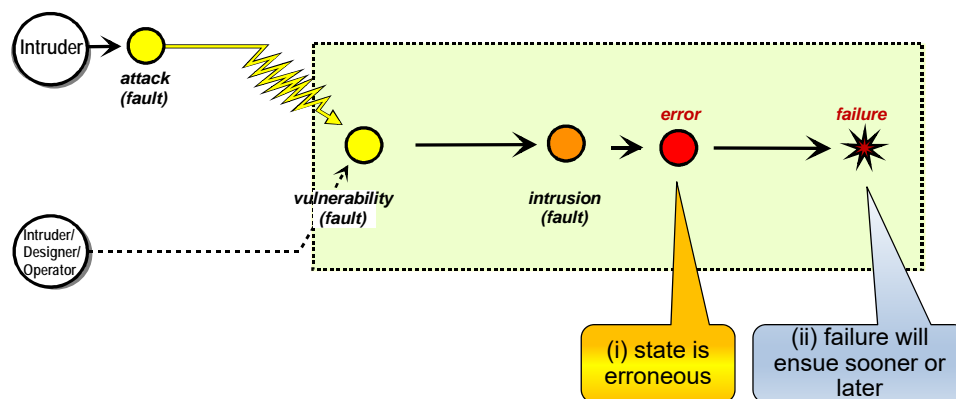 Intruder
attack
(fault)
error
failure
vulnerability
(fault)
intrusion
(fault)
Intruder/
Designer/
Operator
(i) state is
erroneous
(ii) failure will
ensue sooner or
later